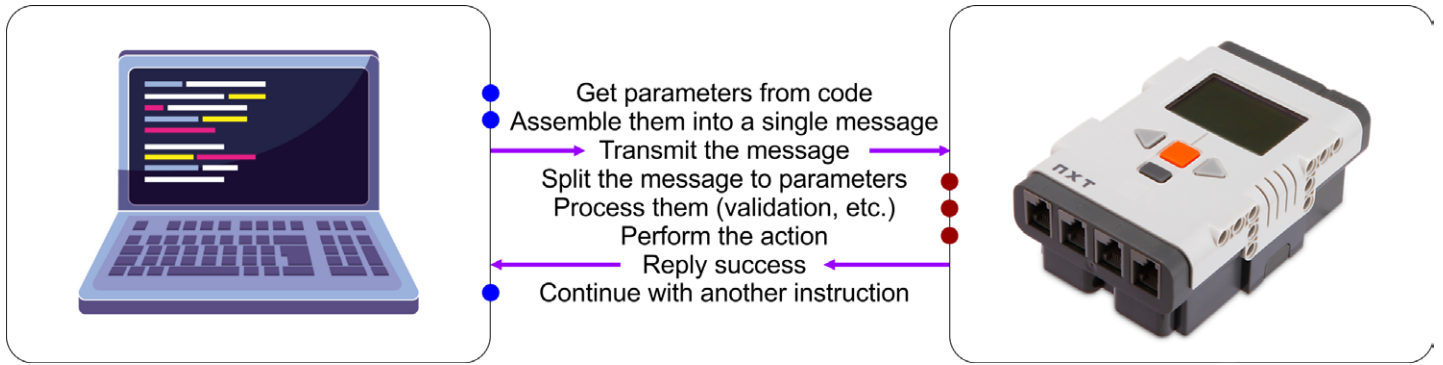 Get parameters from code
Assemble them into a single message
Transmit the message
Split the message to parameters
Process them (validation, etc.)
Perform the action
Reply success
Continue with another instruction
NXT